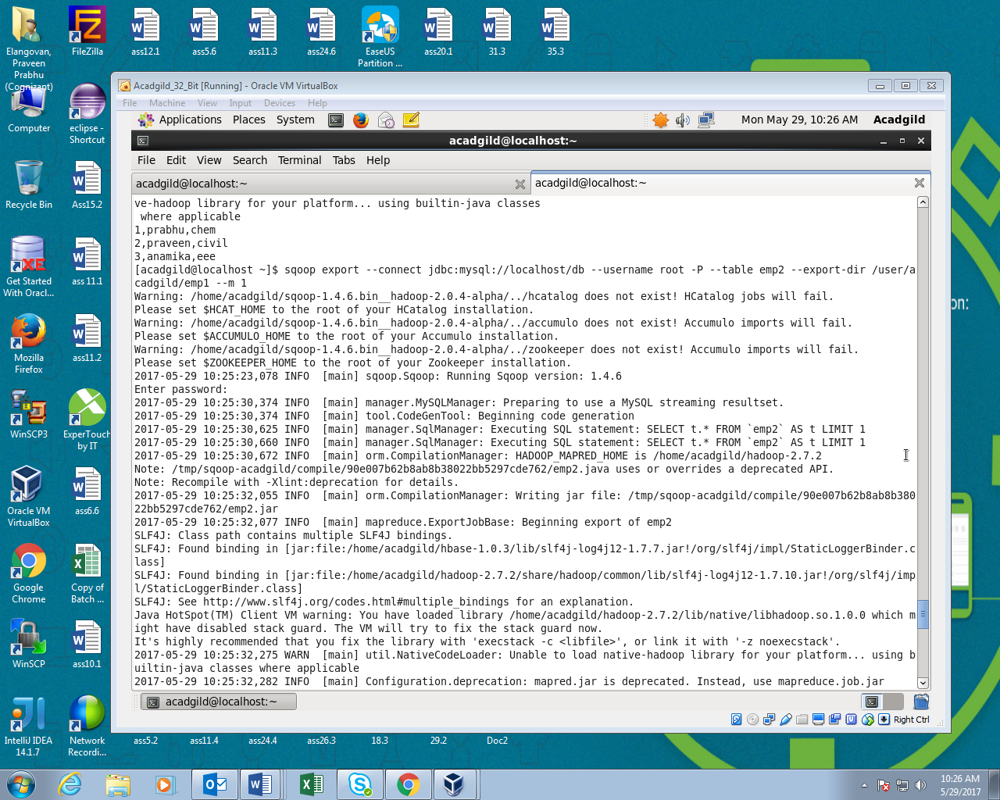 Elangovan, Praveen Prabhu (Cognizant)
FileZilla
ass12.1
ass5.6
ass11.3
ass24.6
EaseUS Partition ...
ass20.1
31.3
35.3
Computer
eclipse - Shortcut
Recycle Bin
Ass15.2
Get Started With Oracl...
ass 11.1
Mozilla Firefox
ass11.2
WinSCP3
ExperTouch by IT
Oracle VM VirtualBox
ass6.6
Google Chrome
Copy of Batch ...
WinSCP
ass10.1
IntelliJ IDEA 14.1.7
Network Recordi...
Acadgild_32_Bit [Running] - Oracle VM VirtualBox
File Machine View Input Devices Help
Applications Places System Mon May 29, 10:26 AM Acadgild
acadgild@localhost:~
File Edit View Search Terminal Tabs Help
acadgild@localhost:~ acadgild@localhost:~
ve-hadoop library for your platform... using builtin-java classes
where applicable
1,prabhu,chem
2,praveen,civil
3,anamika,eee
[acadgild@localhost ~]$ sqoop export --connect jdbc:mysql://localhost/db --username root -P --table emp2 --export-dir /user/a
cadgild/emp1 --m 1
Warning: /home/acadgild/sqoop-1.4.6.bin__hadoop-2.0.4-alpha/../hcatalog does not exist! HCatalog jobs will fail.
Please set $HCAT_HOME to the root of your HCatalog installation.
Warning: /home/acadgild/sqoop-1.4.6.bin__hadoop-2.0.4-alpha/../accumulo does not exist! Accumulo imports will fail.
Please set $ACCUMULO_HOME to the root of your Accumulo installation.
Warning: /home/acadgild/sqoop-1.4.6.bin__hadoop-2.0.4-alpha/../zookeeper does not exist! Accumulo imports will fail.
Please set $ZOOKEEPER_HOME to the root of your Zookeeper installation.
2017-05-29 10:25:23,078 INFO [main] sqoop.Sqoop: Running Sqoop version: 1.4.6
Enter password:
2017-05-29 10:25:30,374 INFO [main] manager.MySQLManager: Preparing to use a MySQL streaming resultset.
2017-05-29 10:25:30,374 INFO [main] tool.CodeGenTool: Beginning code generation
2017-05-29 10:25:30,625 INFO [main] manager.SqlManager: Executing SQL statement: SELECT t.* FROM `emp2` AS t LIMIT 1
2017-05-29 10:25:30,660 INFO [main] manager.SqlManager: Executing SQL statement: SELECT t.* FROM `emp2` AS t LIMIT 1
2017-05-29 10:25:30,672 INFO [main] orm.CompilationManager: HADOOP_MAPRED_HOME is /home/acadgild/hadoop-2.7.2
Note: /tmp/sqoop-acadgild/compile/90e007b62b8ab8b38022bb5297cde762/emp2.java uses or overrides a deprecated API.
Note: Recompile with -Xlint:deprecation for details.
2017-05-29 10:25:32,055 INFO [main] orm.CompilationManager: Writing jar file: /tmp/sqoop-acadgild/compile/90e007b62b8ab8b380
22bb5297cde762/emp2.jar
2017-05-29 10:25:32,077 INFO [main] mapreduce.ExportJobBase: Beginning export of emp2
SLF4J: Class path contains multiple SLF4J bindings.
SLF4J: Found binding in [jar:file:/home/acadgild/hbase-1.0.3/lib/slf4j-log4j12-1.7.7.jar!/org/slf4j/impl/StaticLoggerBinder.c
lass]
SLF4J: Found binding in [jar:file:/home/acadgild/hadoop-2.7.2/share/hadoop/common/lib/slf4j-log4j12-1.7.10.jar!/org/slf4j/imp
l/StaticLoggerBinder.class]
SLF4J: See http://www.slf4j.org/codes.html#multiple_bindings for an explanation.
Java HotSpot(TM) Client VM warning: You have loaded library /home/acadgild/hadoop-2.7.2/lib/native/libhadoop.so.1.0.0 which m
ight have disabled stack guard. The VM will try to fix the stack guard now.
It's highly recommended that you fix the library with 'execstack -c <libfile>', or link it with '-z noexecstack'.
2017-05-29 10:25:32,275 WARN [main] util.NativeCodeLoader: Unable to load native-hadoop library for your platform... using b
uiltin-java classes where applicable
2017-05-29 10:25:32,282 INFO [main] Configuration.deprecation: mapred.jar is deprecated. Instead, use mapreduce.job.jar
acadgild@localhost:~
Right Ctrl
on:
ass5.2
ass11.4
ass24.4
ass26.3
18.3
29.2
Doc2
10:26 AM
5/29/2017